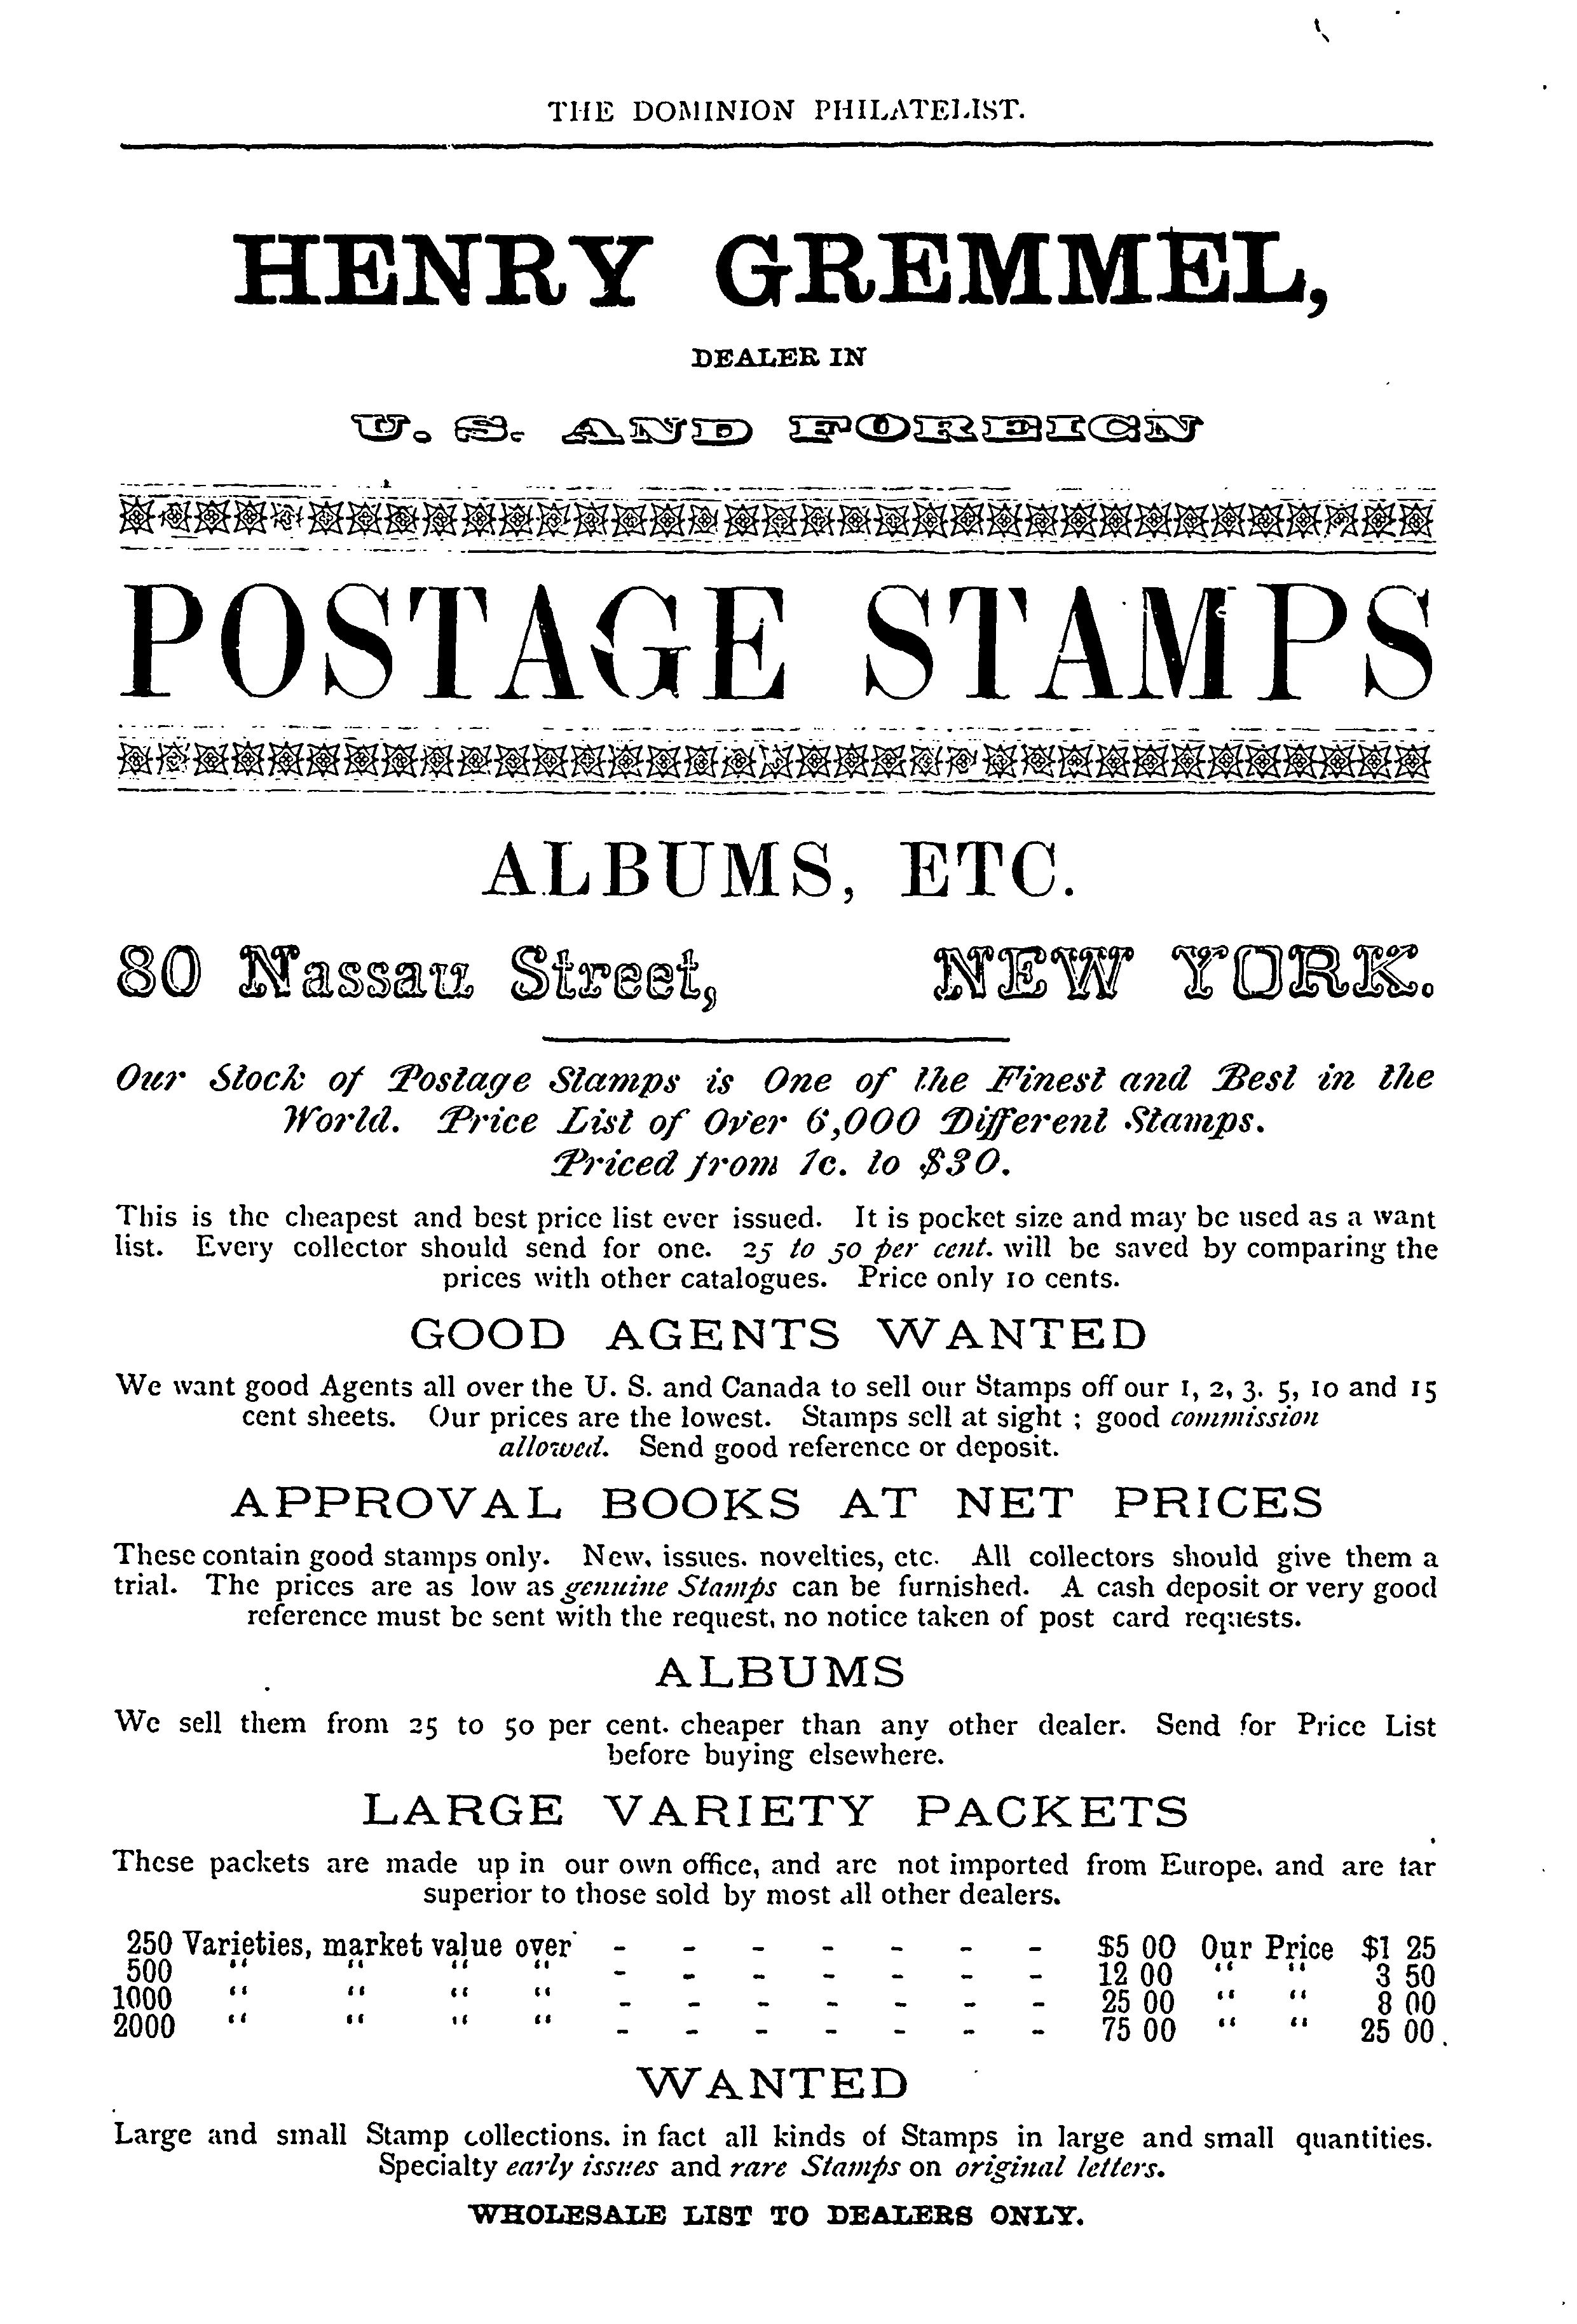 THE DOMINION PHILATELIST.
HENRY GREMMEL,
DEALER IN
U. S. AND FOREIGN
POSTAGE STAMPS
ALBUMS, ETC.
80 Nassau Street, NEW YORK.
Our Stock of Postage Stamps is One of the Finest and Best in the
World. Price List of Over 6,000 Different Stamps.
Priced from 1c. to $30.
This is the cheapest and best price list ever issued. It is pocket size and may be used as a want
list. Every collector should send for one. 25 to 50 per cent. will be saved by comparing the
prices with other catalogues. Price only 10 cents.
GOOD AGENTS WANTED
We want good Agents all over the U. S. and Canada to sell our Stamps off our 1, 2, 3. 5, 10 and 15
cent sheets. Our prices are the lowest. Stamps sell at sight ; good commission
allowed. Send good reference or deposit.
APPROVAL BOOKS AT NET PRICES
These contain good stamps only. New, issues. novelties, etc. All collectors should give them a
trial. The prices are as low as genuine Stamps can be furnished. A cash deposit or very good
reference must be sent with the request, no notice taken of post card requests.
ALBUMS
We sell them from 25 to 50 per cent. cheaper than any other dealer. Send for Price List
before buying elsewhere.
LARGE VARIETY PACKETS
These packets are made up in our own office, and are not imported from Europe. and are far
superior to those sold by most all other dealers.
250 Varieties, market value over - - - - - - - $5 00 Our Price $1 25
500 " " " " - - - - - - - 12 00 " " 3 50
1000 " " " " - - - - - - - 25 00 " " 8 00
2000 " " " " - - - - - - - 75 00 " " 25 00.
WANTED
Large and small Stamp collections. in fact all kinds of Stamps in large and small quantities.
Specialty early issues and rare Stamps on original letters.
WHOLESALE LIST TO DEALERS ONLY.